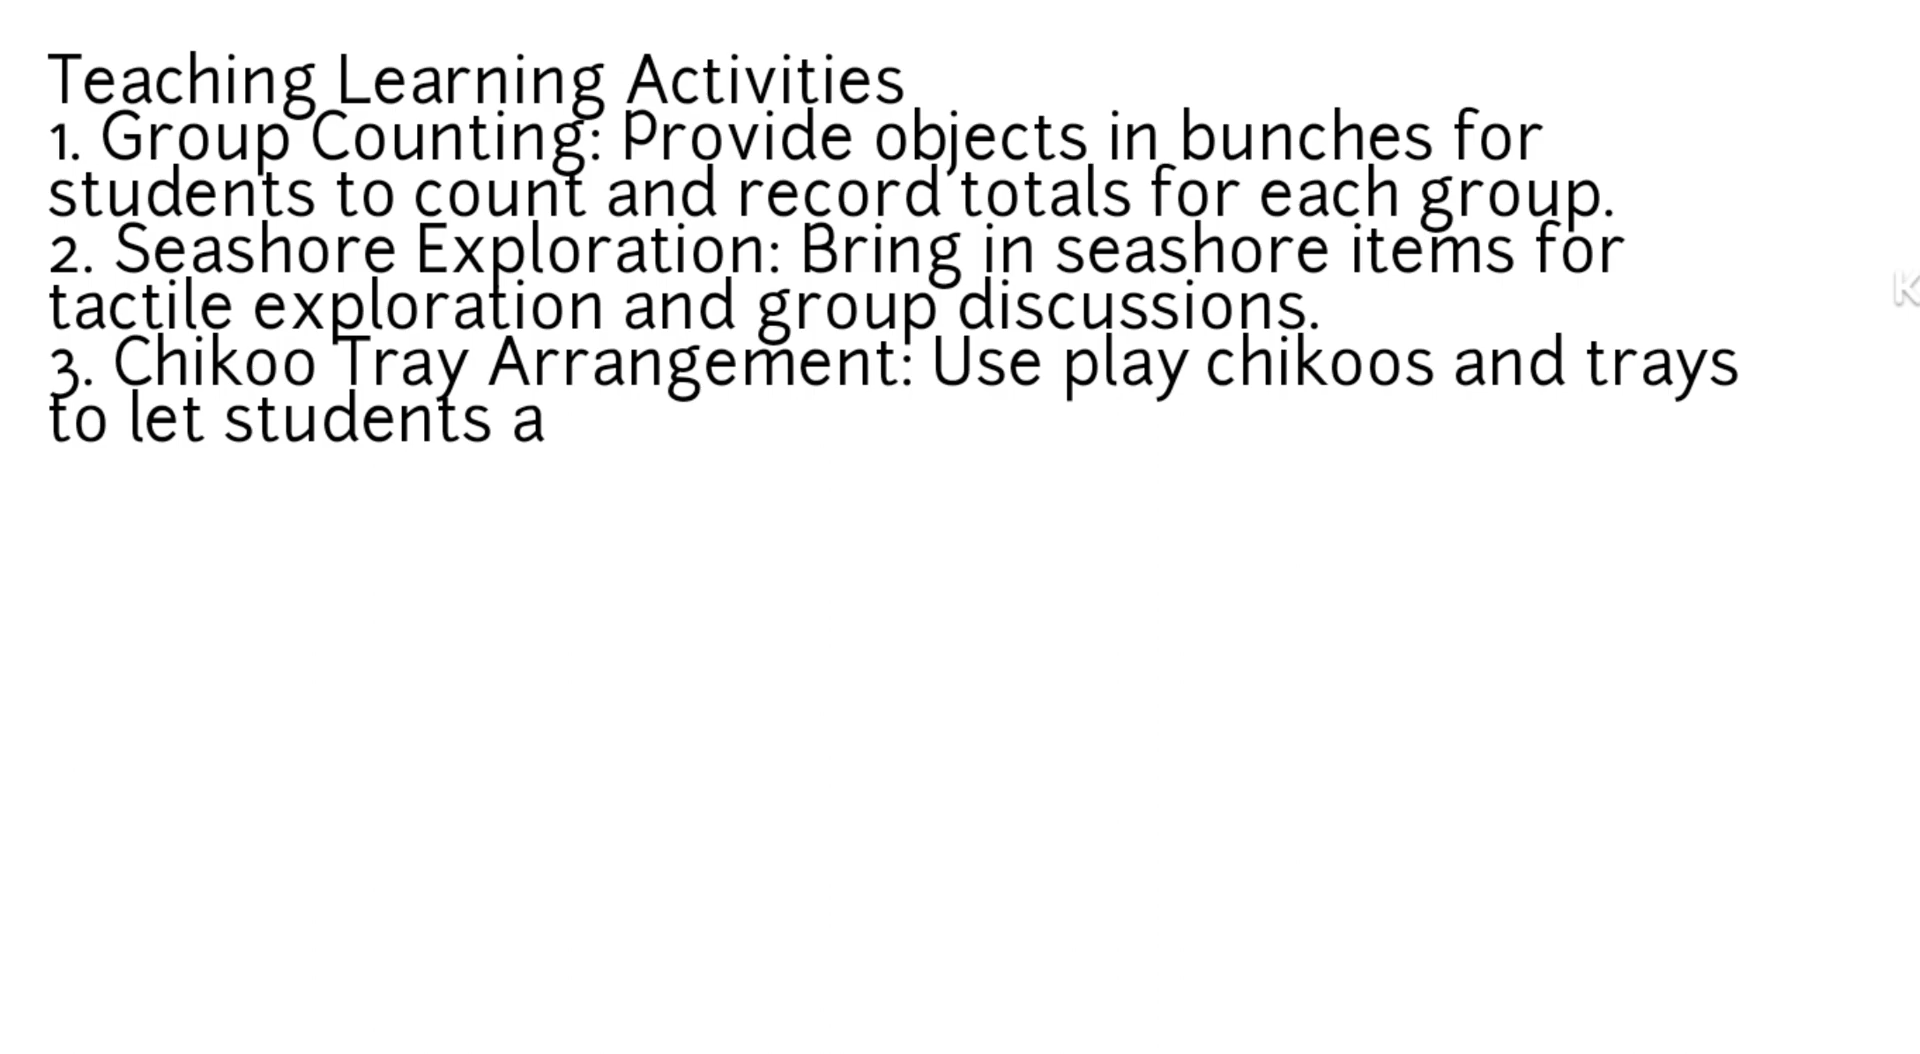 Teaching Learning Activities
1. Group Counting: Provide objects in bunches for
students to count and record totals for each group.
2. Seashore Exploration: Bring in seashore items for
tactile exploration and group discussions.
3. Chikoo Tray Arrangement: Use play chikoos and trays
to let students a